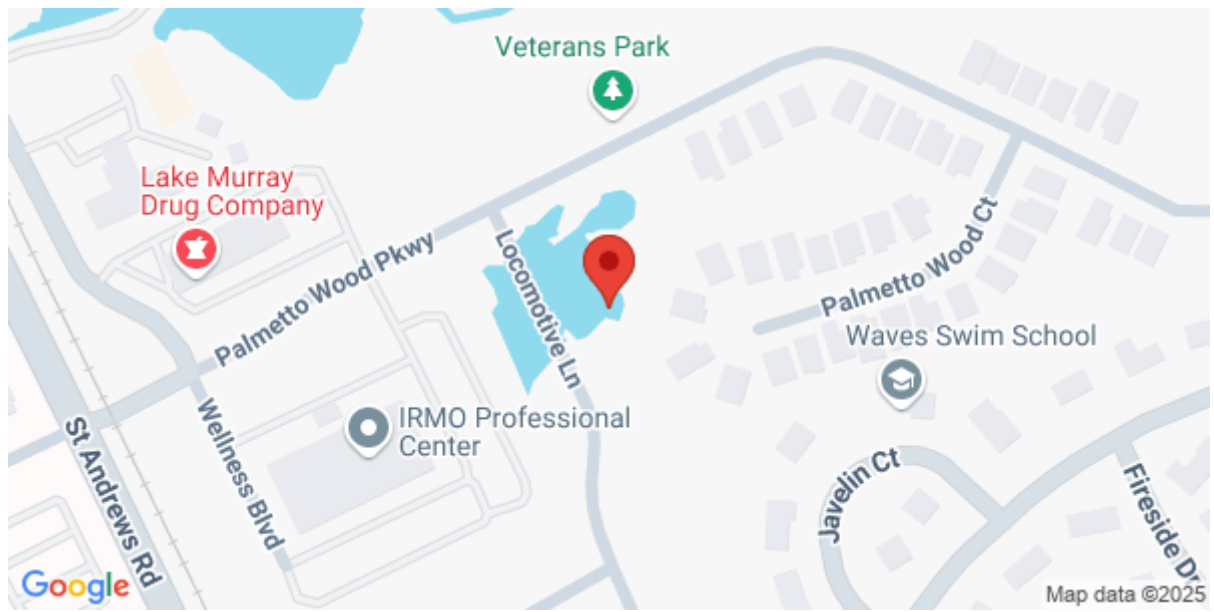 Veterans Park
Lake Murray
Drug Company
Palmetto Wood Pkwy
Locomotive Ln
Palmetto Wood Ct
Waves Swim School
IRMO Professional
Center
Wellness Blvd
St Andrews Rd
Javelin Ct
Fireside Dr
Google
Map data ©2025